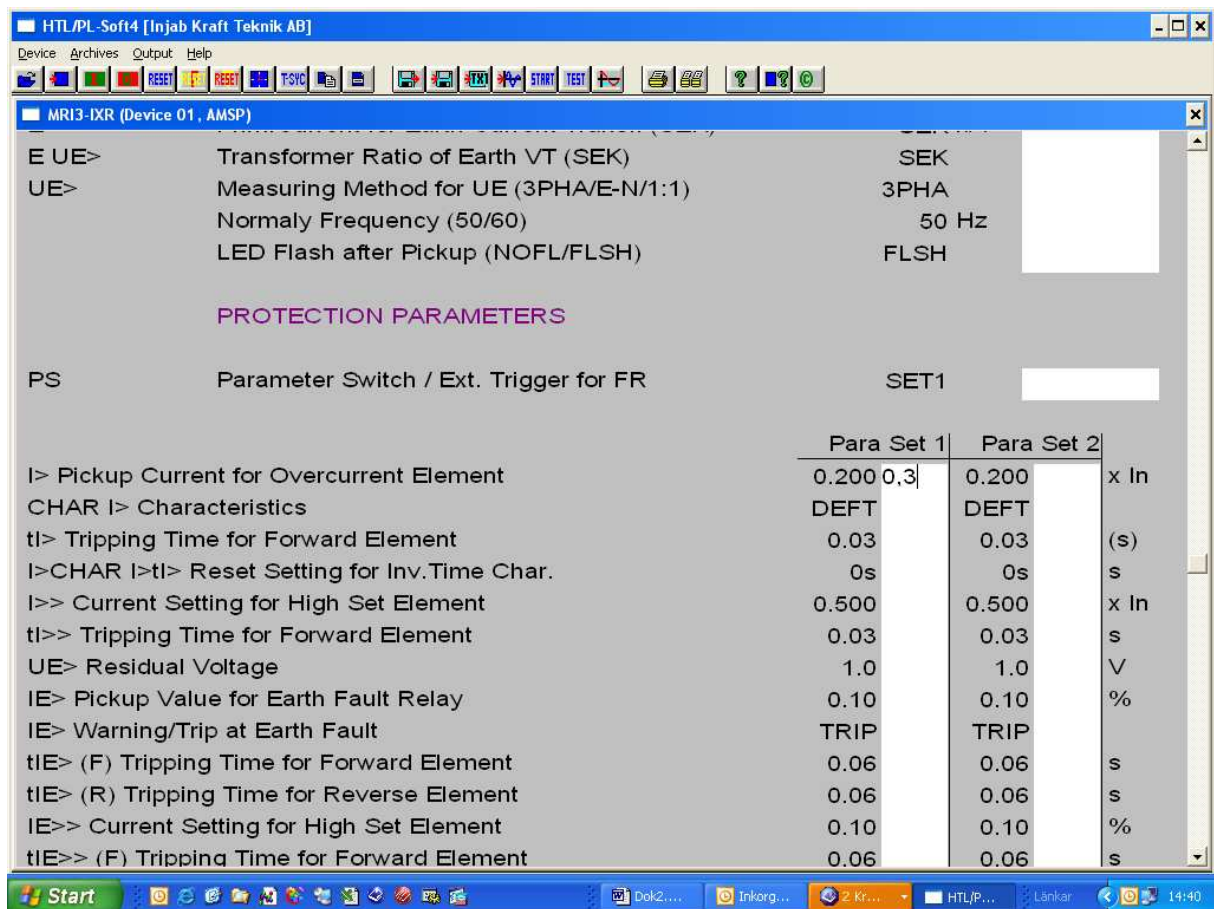 HTL/PL-Soft4 [Injab Kraft Teknik AB]
Device Archives Output Help
RESET RESET T-SYC TX1 START TEST
MRI3-IXR (Device 01, AMSP)
E UE> Transformer Ratio of Earth VT (SEK) SEK
UE> Measuring Method for UE (3PHA/E-N/1:1) 3PHA
Normaly Frequency (50/60) 50 Hz
LED Flash after Pickup (NOFL/FLSH) FLSH
PROTECTION PARAMETERS
PS Parameter Switch / Ext. Trigger for FR SET1
Para Set 1 Para Set 2
I> Pickup Current for Overcurrent Element 0.200 0,3 0.200 x In
CHAR I> Characteristics DEFT DEFT
tI> Tripping Time for Forward Element 0.03 0.03 (s)
I>CHAR I>tI> Reset Setting for Inv.Time Char. 0s 0s s
I>> Current Setting for High Set Element 0.500 0.500 x In
tI>> Tripping Time for Forward Element 0.03 0.03 s
UE> Residual Voltage 1.0 1.0 V
IE> Pickup Value for Earth Fault Relay 0.10 0.10 %
IE> Warning/Trip at Earth Fault TRIP TRIP
tIE> (F) Tripping Time for Forward Element 0.06 0.06 s
tIE> (R) Tripping Time for Reverse Element 0.06 0.06 s
IE>> Current Setting for High Set Element 0.10 0.10 %
tIE>> (F) Tripping Time for Forward Element 0.06 0.06 s
Start Dok2.... Inkorg... 2 Kr... HTL/P... Länkar 14:40